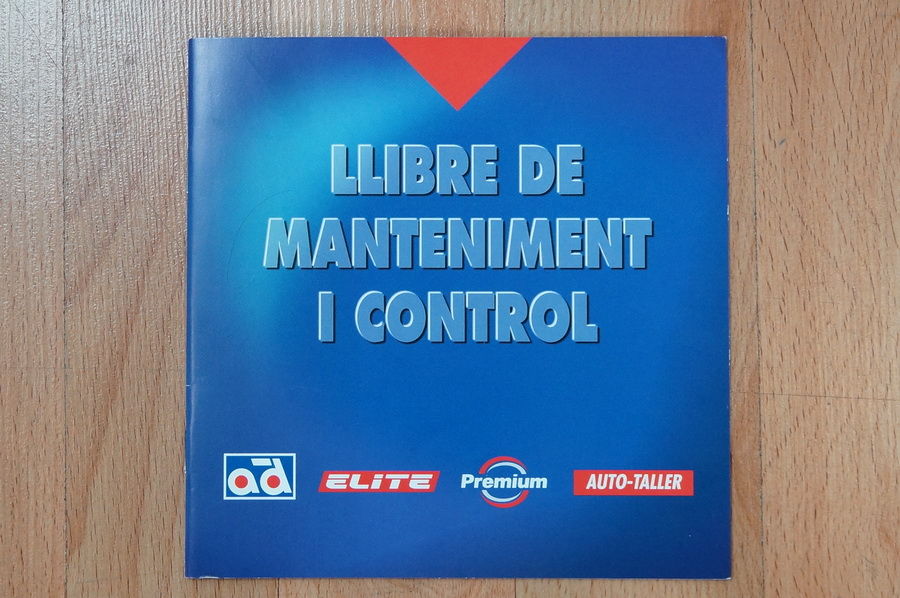 LLIBRE DE
MANTENIMENT
I CONTROL
ad ELITE Premium AUTO-TALLER